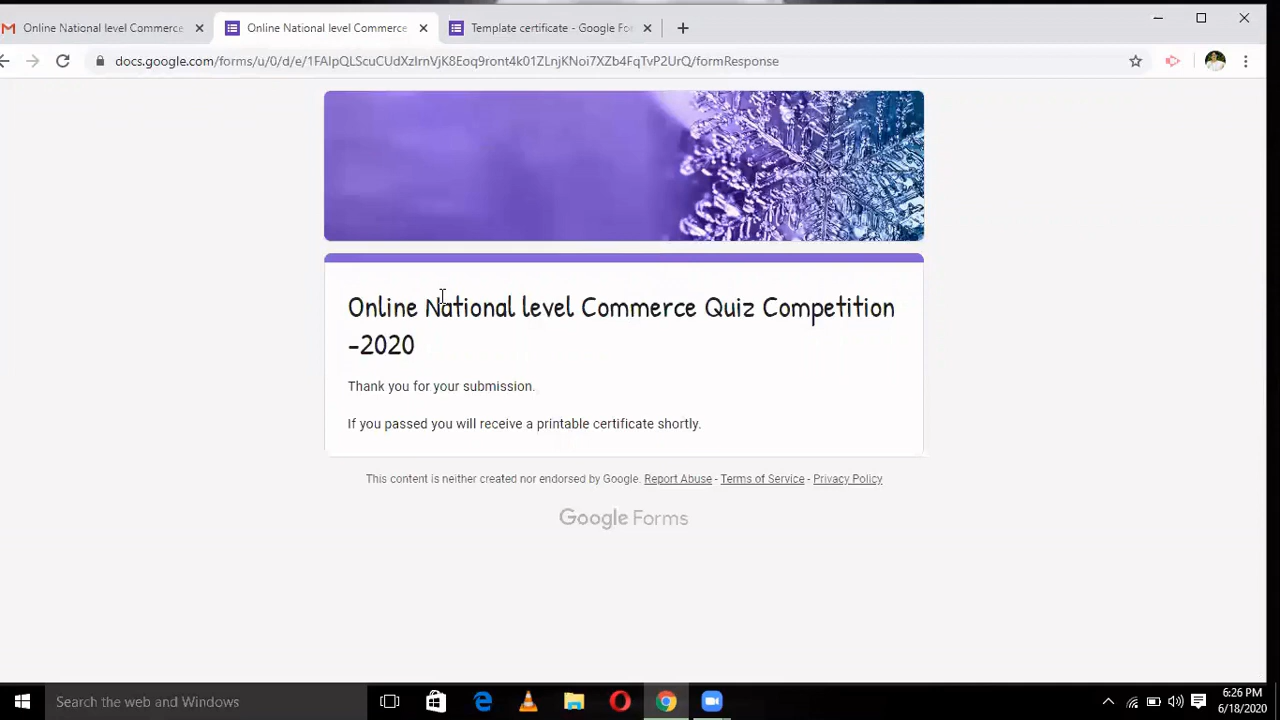 Online National level Commerce
Online National level Commerce
Template certificate - Google For
docs.google.com/forms/u/0/d/e/1FAIpQLScuCUdXzIrnVjK8Eoq9ront4k01ZLnjKNoi7XZb4FqTvP2UrQ/formResponse
Online National level Commerce Quiz Competition
-2020
Thank you for your submission.
If you passed you will receive a printable certificate shortly.
This content is neither created nor endorsed by Google. Report Abuse - Terms of Service - Privacy Policy
Google Forms
Search the web and Windows
6:26 PM
6/18/2020